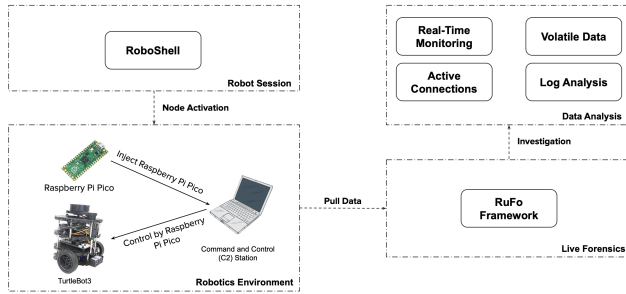 RoboShell
Robot Session
Node Activation
Raspberry Pi Pico
Inject Raspberry Pi Pico
Control by Raspberry
Pi Pico
TurtleBot3
Command and Control
(C2) Station
Robotics Environment
Pull Data
Real-Time
Monitoring
Volatile Data
Active
Connections
Log Analysis
Data Analysis
Investigation
RuFo
Framework
Live Forensics